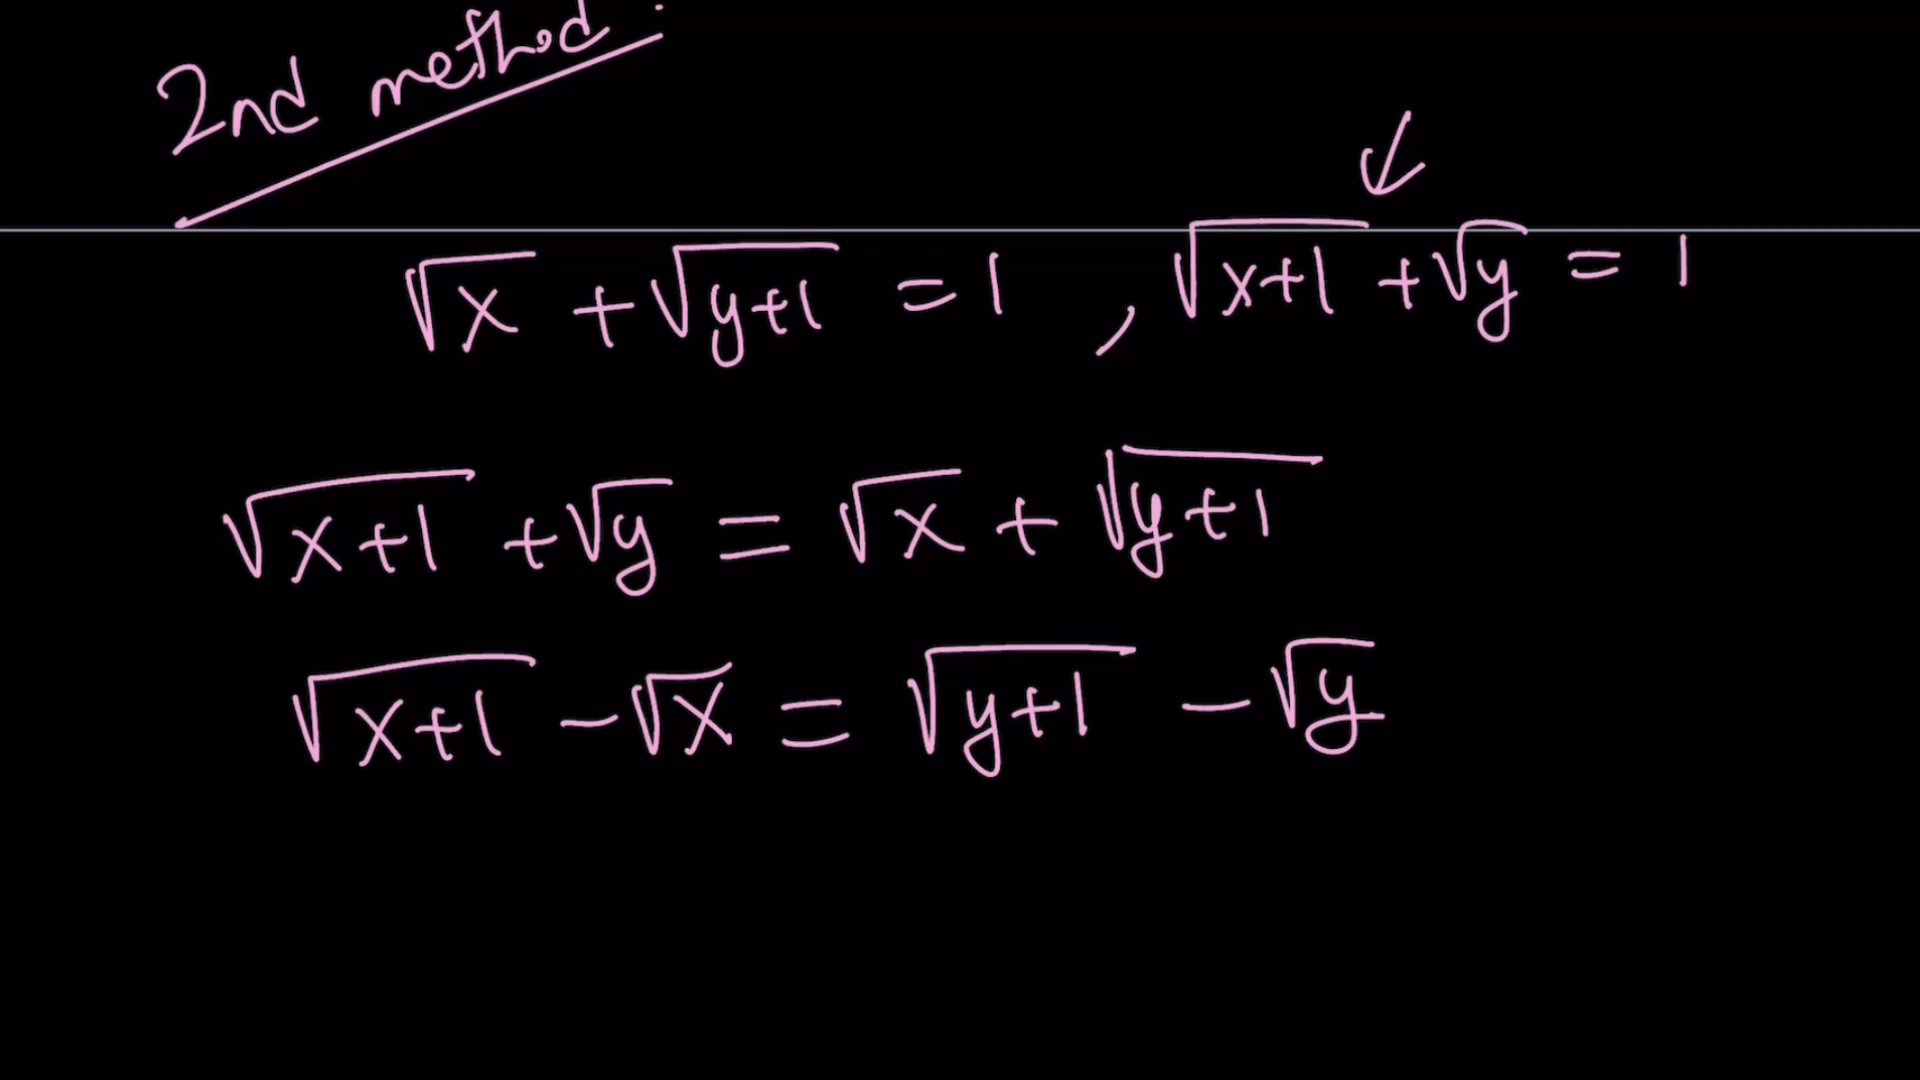 2nd method:
√x + √(y+1) = 1 , √(x+1) + √y = 1
√(x+1) + √y = √x + √(y+1)
√(x+1) - √x = √(y+1) - √y